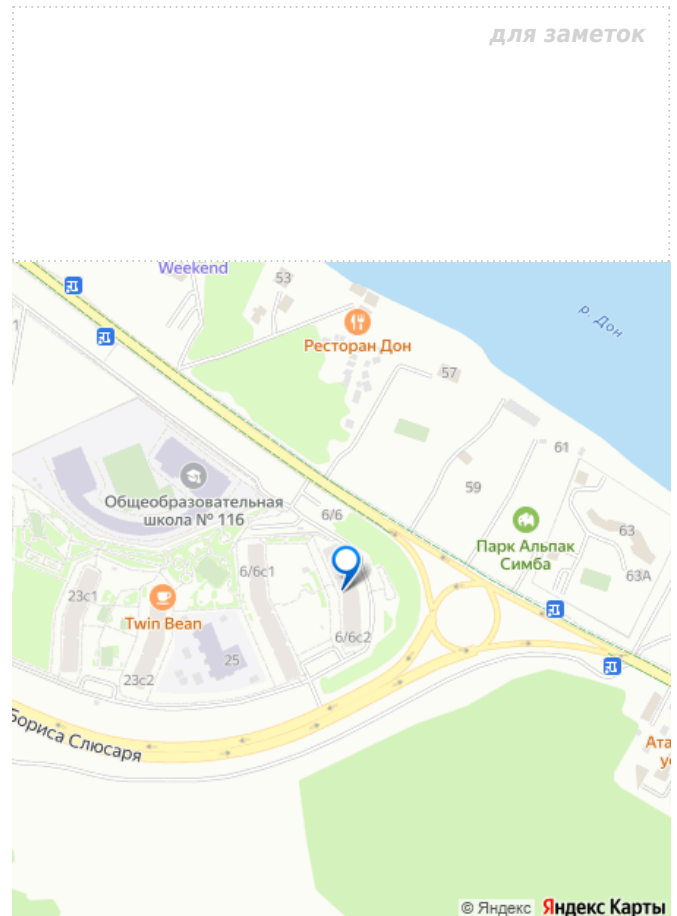 для заметок
Weekend
53
р. Дон
Ресторан Дон
57
61
59
Общеобразовательная
школа № 116
6/6
63
Парк Альпак
Симба
63А
6/6с1
23с1
Twin Bean
6/6с2
25
23с2
Бориса Слюсаря
Ата
© Яндекс Яндекс Карты